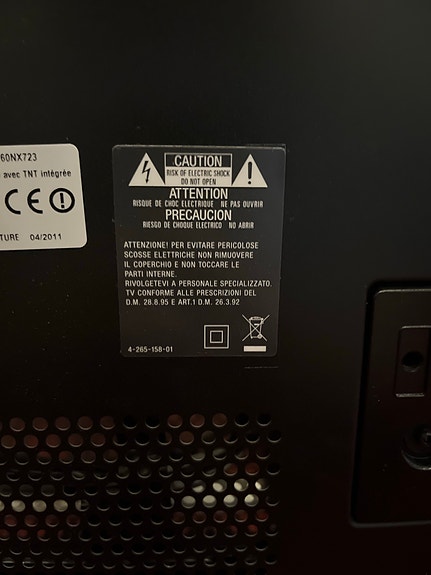 60NX723
avec TNT intégrée
CE
TURE 04/2011
CAUTION
RISK OF ELECTRIC SHOCK
DO NOT OPEN
ATTENTION
RISQUE DE CHOC ELECTRIQUE NE PAS OUVRIR
PRECAUCION
RIESGO DE CHOQUE ELECTRICO NO ABRIR
ATTENZIONE! PER EVITARE PERICOLOSE
SCOSSE ELETTRICHE NON RIMUOVERE
IL COPERCHIO E NON TOCCARE LE
PARTI INTERNE.
RIVOLGETEVI A PERSONALE SPECIALIZZATO.
TV CONFORME ALLE PRESCRIZIONI DEL
D.M. 28.8.95 E ART.1 D.M. 26.3.92
4-265-158-01